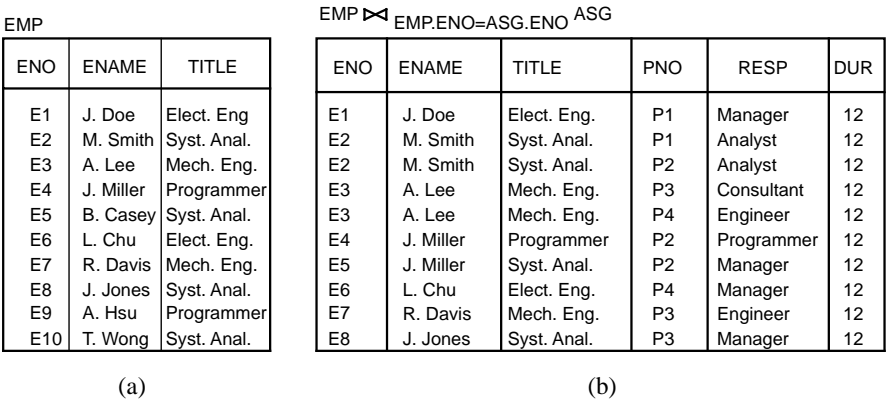 EMP
ENO ENAME TITLE
E1 J. Doe Elect. Eng
E2 M. Smith Syst. Anal.
E3 A. Lee Mech. Eng.
E4 J. Miller Programmer
E5 B. Casey Syst. Anal.
E6 L. Chu Elect. Eng.
E7 R. Davis Mech. Eng.
E8 J. Jones Syst. Anal.
E9 A. Hsu Programmer
E10 T. Wong Syst. Anal.
(a)
EMP ⋈ EMP.ENO=ASG.ENO ASG
ENO ENAME TITLE PNO RESP DUR
E1 J. Doe Elect. Eng. P1 Manager 12
E2 M. Smith Syst. Anal. P1 Analyst 12
E2 M. Smith Syst. Anal. P2 Analyst 12
E3 A. Lee Mech. Eng. P3 Consultant 12
E3 A. Lee Mech. Eng. P4 Engineer 12
E4 J. Miller Programmer P2 Programmer 12
E5 J. Miller Syst. Anal. P2 Manager 12
E6 L. Chu Elect. Eng. P4 Manager 12
E7 R. Davis Mech. Eng. P3 Engineer 12
E8 J. Jones Syst. Anal. P3 Manager 12
(b)